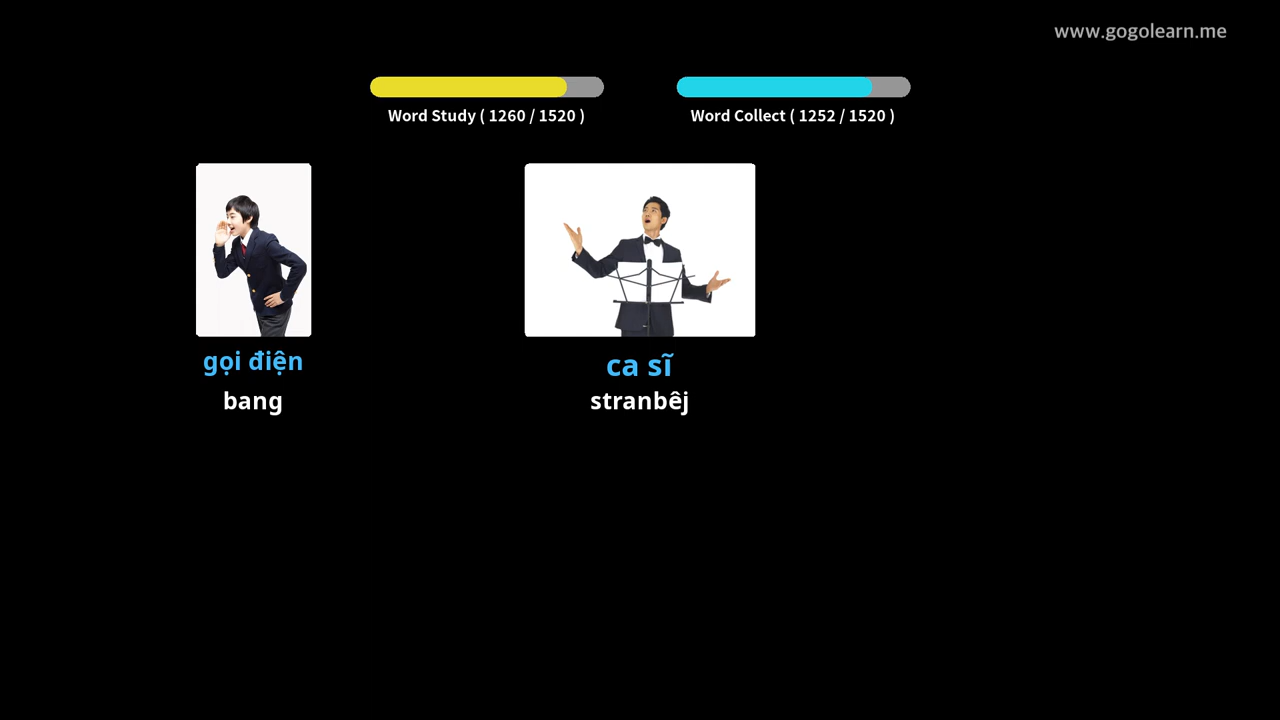 www.gogolearn.me
Word Study ( 1260 / 1520 )
Word Collect ( 1252 / 1520 )
gọi điện
bang
ca sĩ
stranbêj